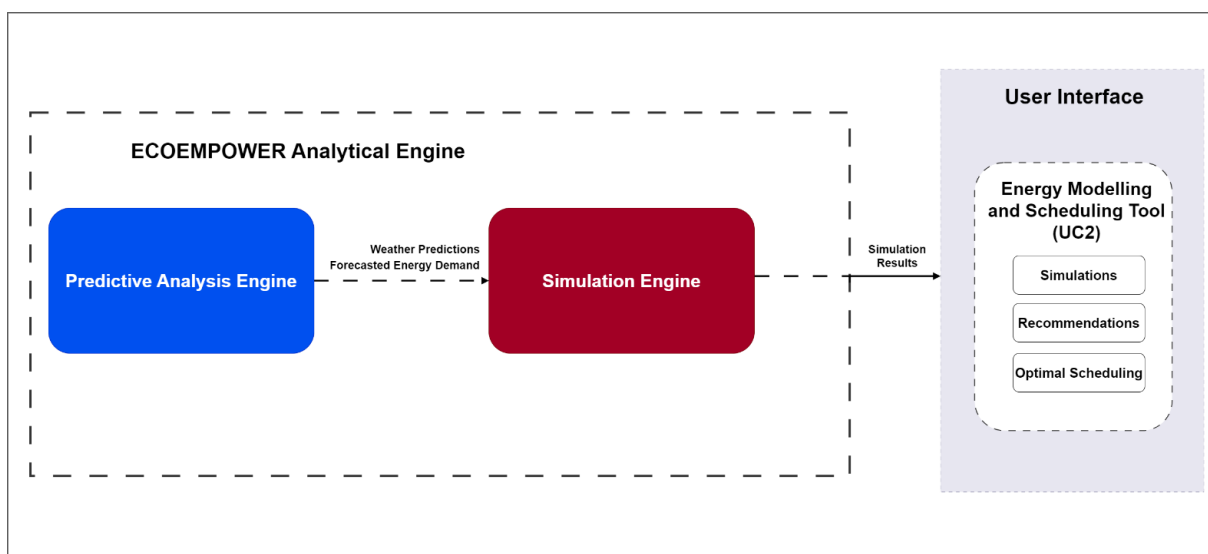 User Interface
ECOEMPOWER Analytical Engine
Predictive Analysis Engine
Weather Predictions
Forecasted Energy Demand
Simulation Engine
Simulation
Results
Energy Modelling
and Scheduling Tool
(UC2)
Simulations
Recommendations
Optimal Scheduling